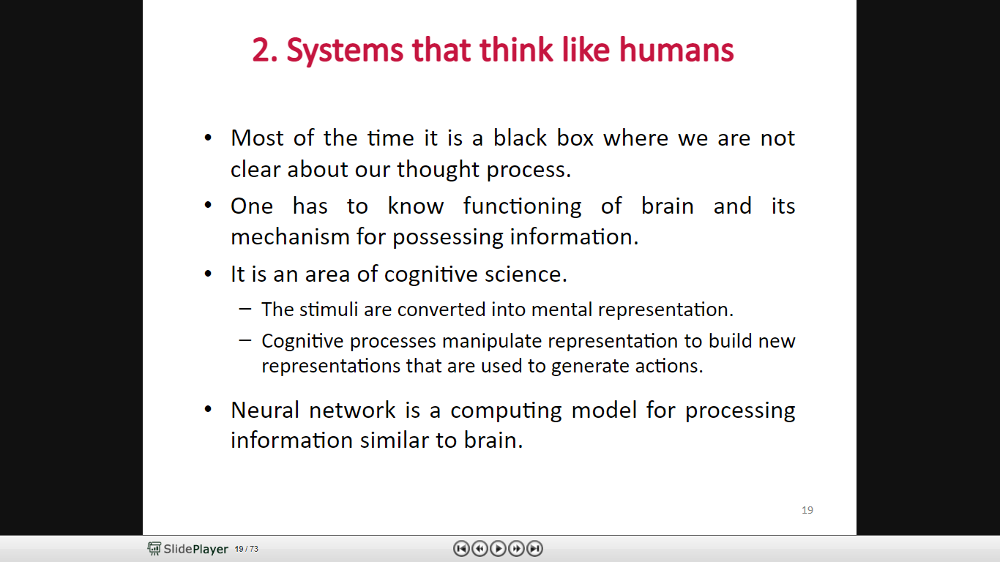 2. Systems that think like humans
• Most of the time it is a black box where we are not
clear about our thought process.
• One has to know functioning of brain and its
mechanism for possessing information.
• It is an area of cognitive science.
– The stimuli are converted into mental representation.
– Cognitive processes manipulate representation to build new
representations that are used to generate actions.
• Neural network is a computing model for processing
information similar to brain.
19
SlidePlayer 19 / 73